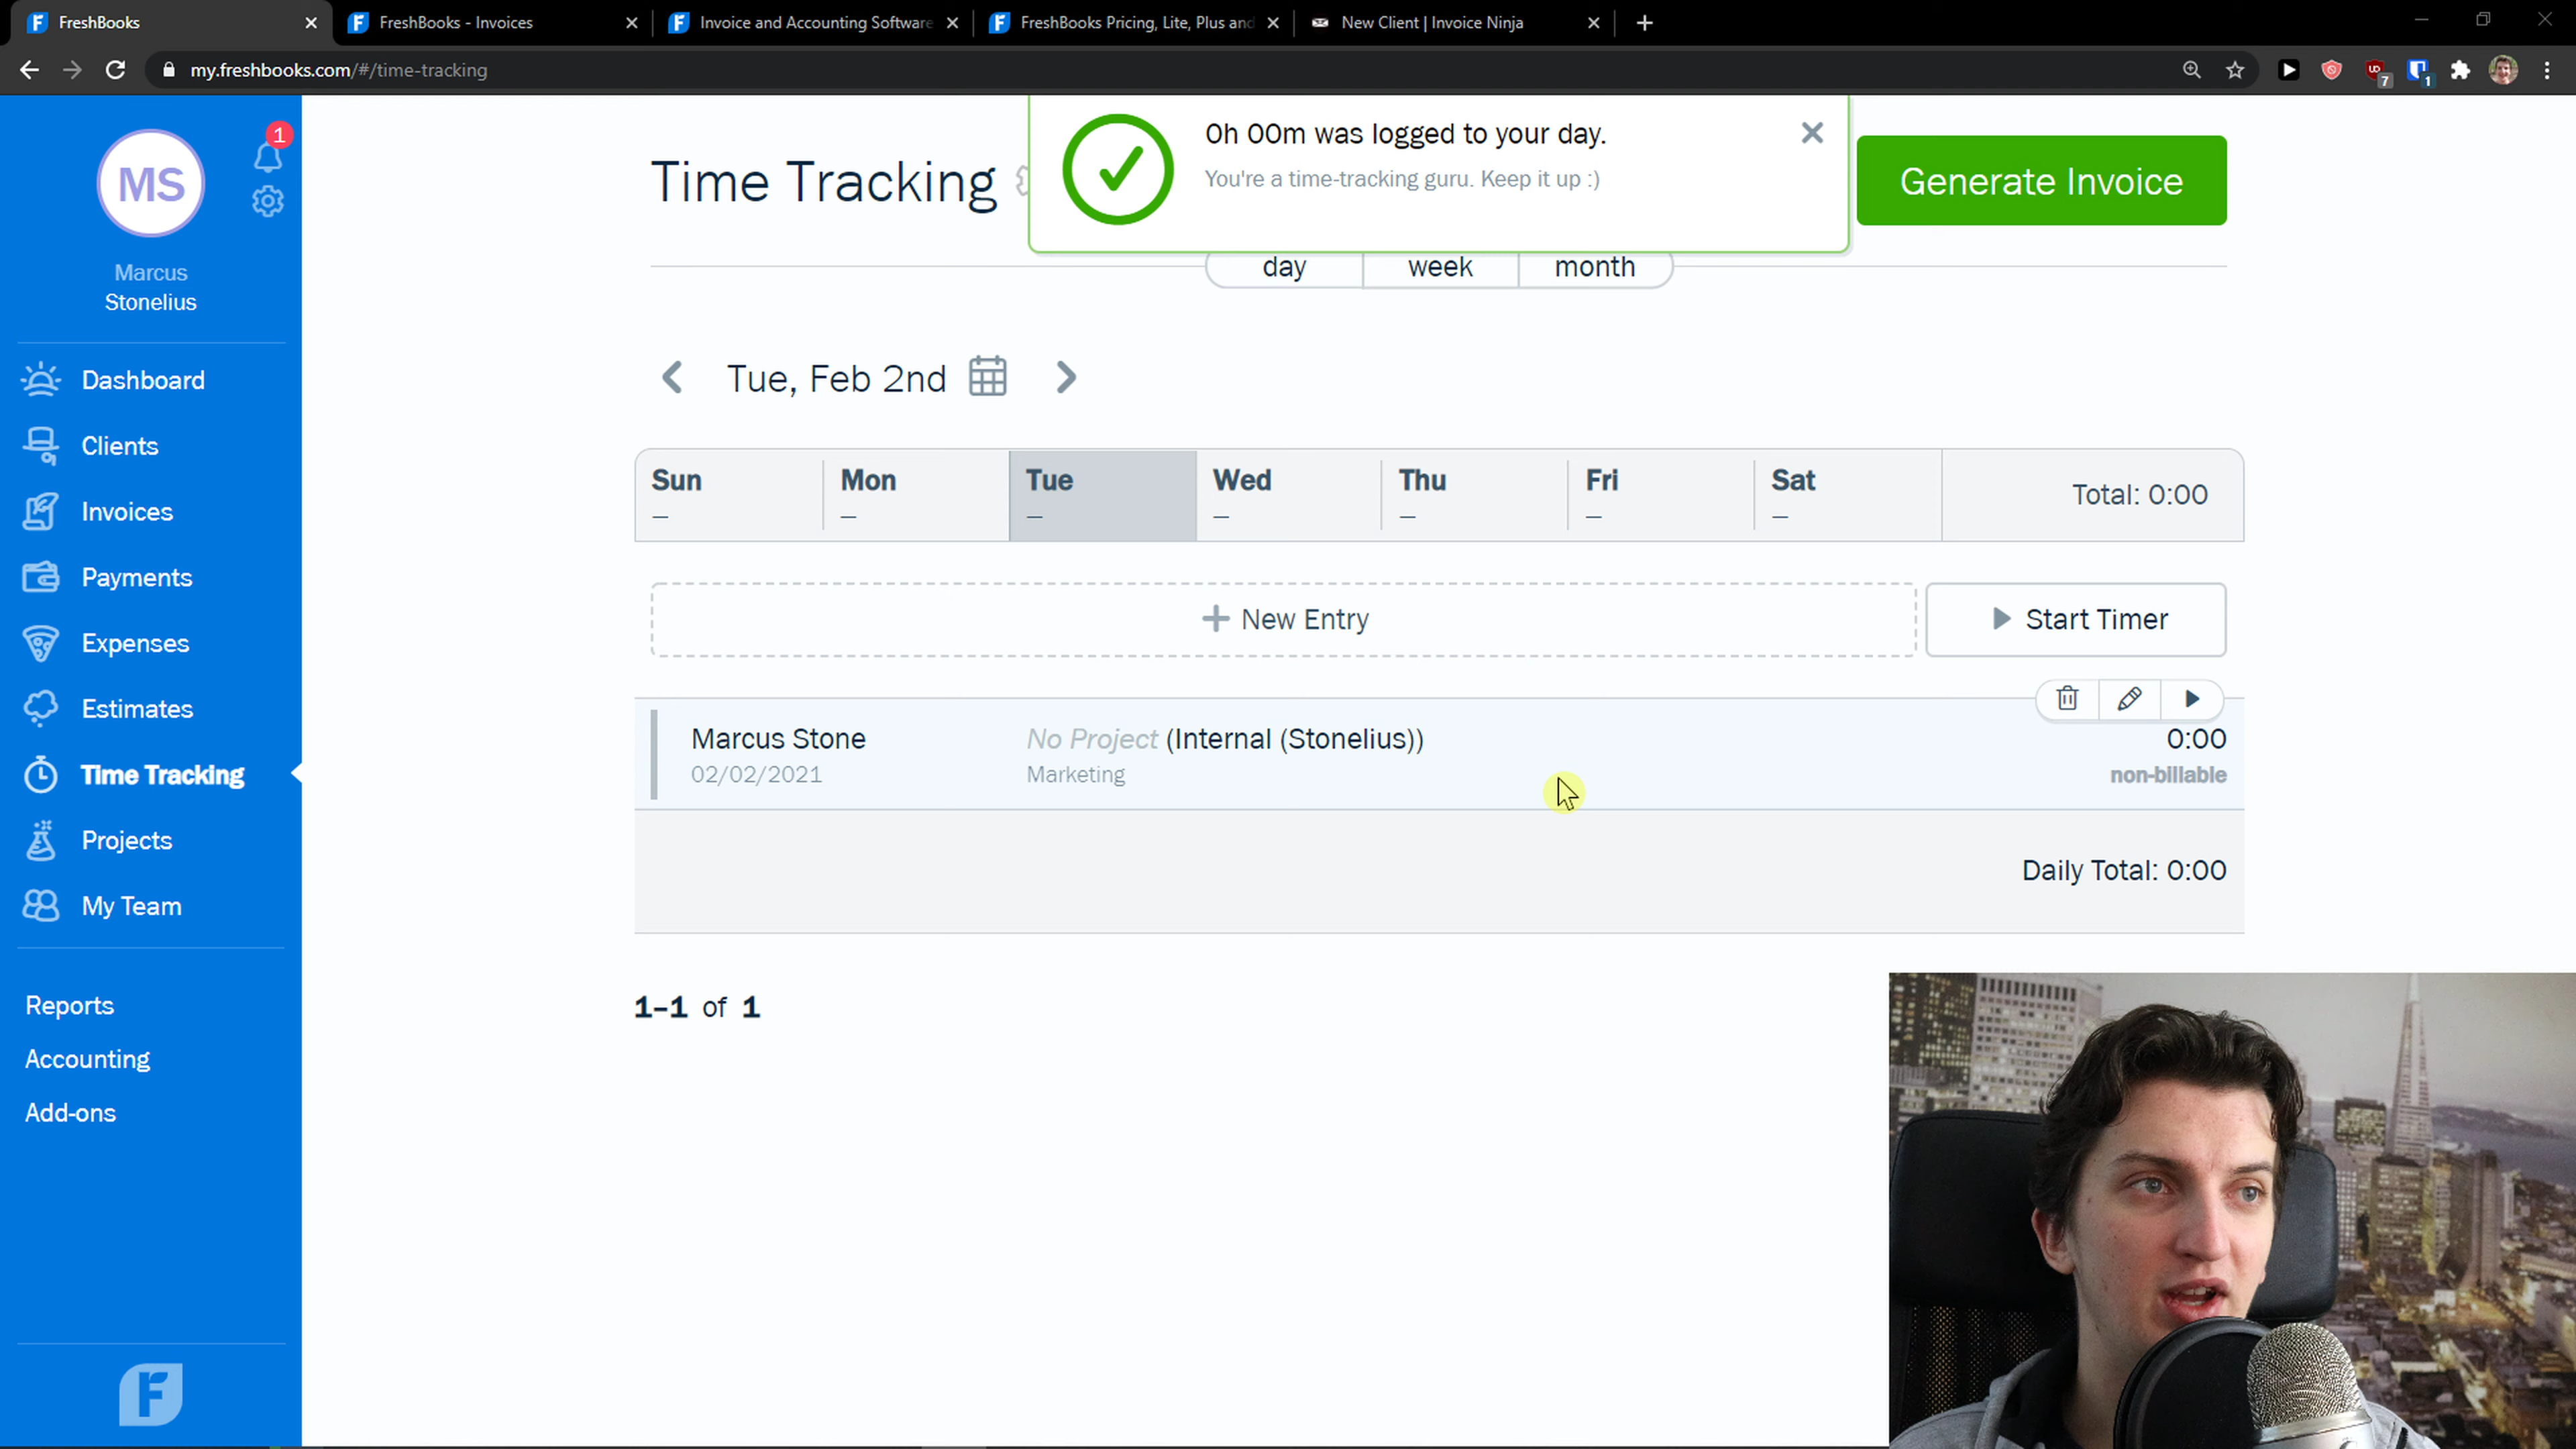 FreshBooks
FreshBooks - Invoices
Invoice and Accounting Software
FreshBooks Pricing, Lite, Plus and
New Client | Invoice Ninja
my.freshbooks.com/#/time-tracking
7
1
MS
1
Marcus
Stonelius
Dashboard
Clients
Invoices
Payments
Expenses
Estimates
Time Tracking
Projects
My Team
Reports
Accounting
Add-ons
Time Tracking
0h 00m was logged to your day.
You're a time-tracking guru. Keep it up :)
Generate Invoice
day week month
Tue, Feb 2nd
Sun Mon Tue Wed Thu Fri Sat
– – – – – – –
Total: 0:00
+ New Entry
Start Timer
Marcus Stone
02/02/2021
No Project (Internal (Stonelius))
Marketing
0:00
non-billable
Daily Total: 0:00
1–1 of 1